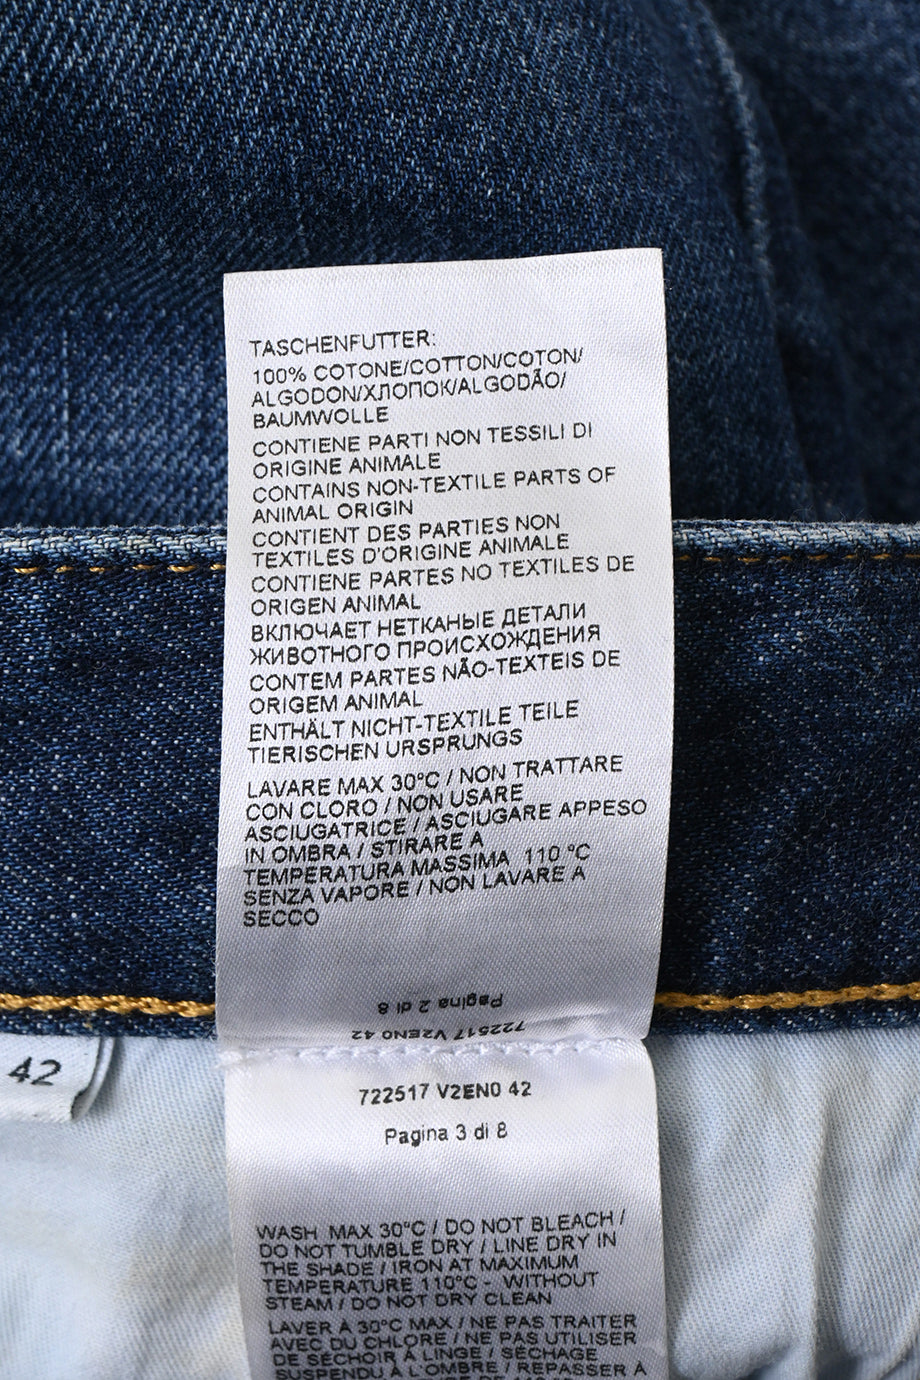 TASCHENFUTTER:
100% COTONE/COTTON/COTON/
ALGODON/ХЛОПОК/ALGODÃO/
BAUMWOLLE
CONTIENE PARTI NON TESSILI DI
ORIGINE ANIMALE
CONTAINS NON-TEXTILE PARTS OF
ANIMAL ORIGIN
CONTIENT DES PARTIES NON
TEXTILES D'ORIGINE ANIMALE
CONTIENE PARTES NO TEXTILES DE
ORIGEN ANIMAL
ВКЛЮЧАЕТ НЕТКАНЫЕ ДЕТАЛИ
ЖИВОТНОГО ПРОИСХОЖДЕНИЯ
CONTEM PARTES NÃO-TEXTEIS DE
ORIGEM ANIMAL
ENTHÄLT NICHT-TEXTILE TEILE
TIERISCHEN URSPRUNGS
LAVARE MAX 30°C / NON TRATTARE
CON CLORO / NON USARE
ASCIUGATRICE / ASCIUGARE APPESO
IN OMBRA / STIRARE A
TEMPERATURA MASSIMA 110 °C
SENZA VAPORE / NON LAVARE A
SECCO
Pagina 2 di 8
722517 V2EN0 42
42
722517 V2EN0 42
Pagina 3 di 8
WASH MAX 30°C / DO NOT BLEACH /
DO NOT TUMBLE DRY / LINE DRY IN
THE SHADE / IRON AT MAXIMUM
TEMPERATURE 110°C - WITHOUT
STEAM / DO NOT DRY CLEAN
LAVER À 30°C MAX / NE PAS TRAITER
AVEC DU CHLORE / NE PAS UTILISER
DE SÉCHOIR À LINGE / SÉCHAGE
SUSPENDU À L'OMBRE / REPASSER À